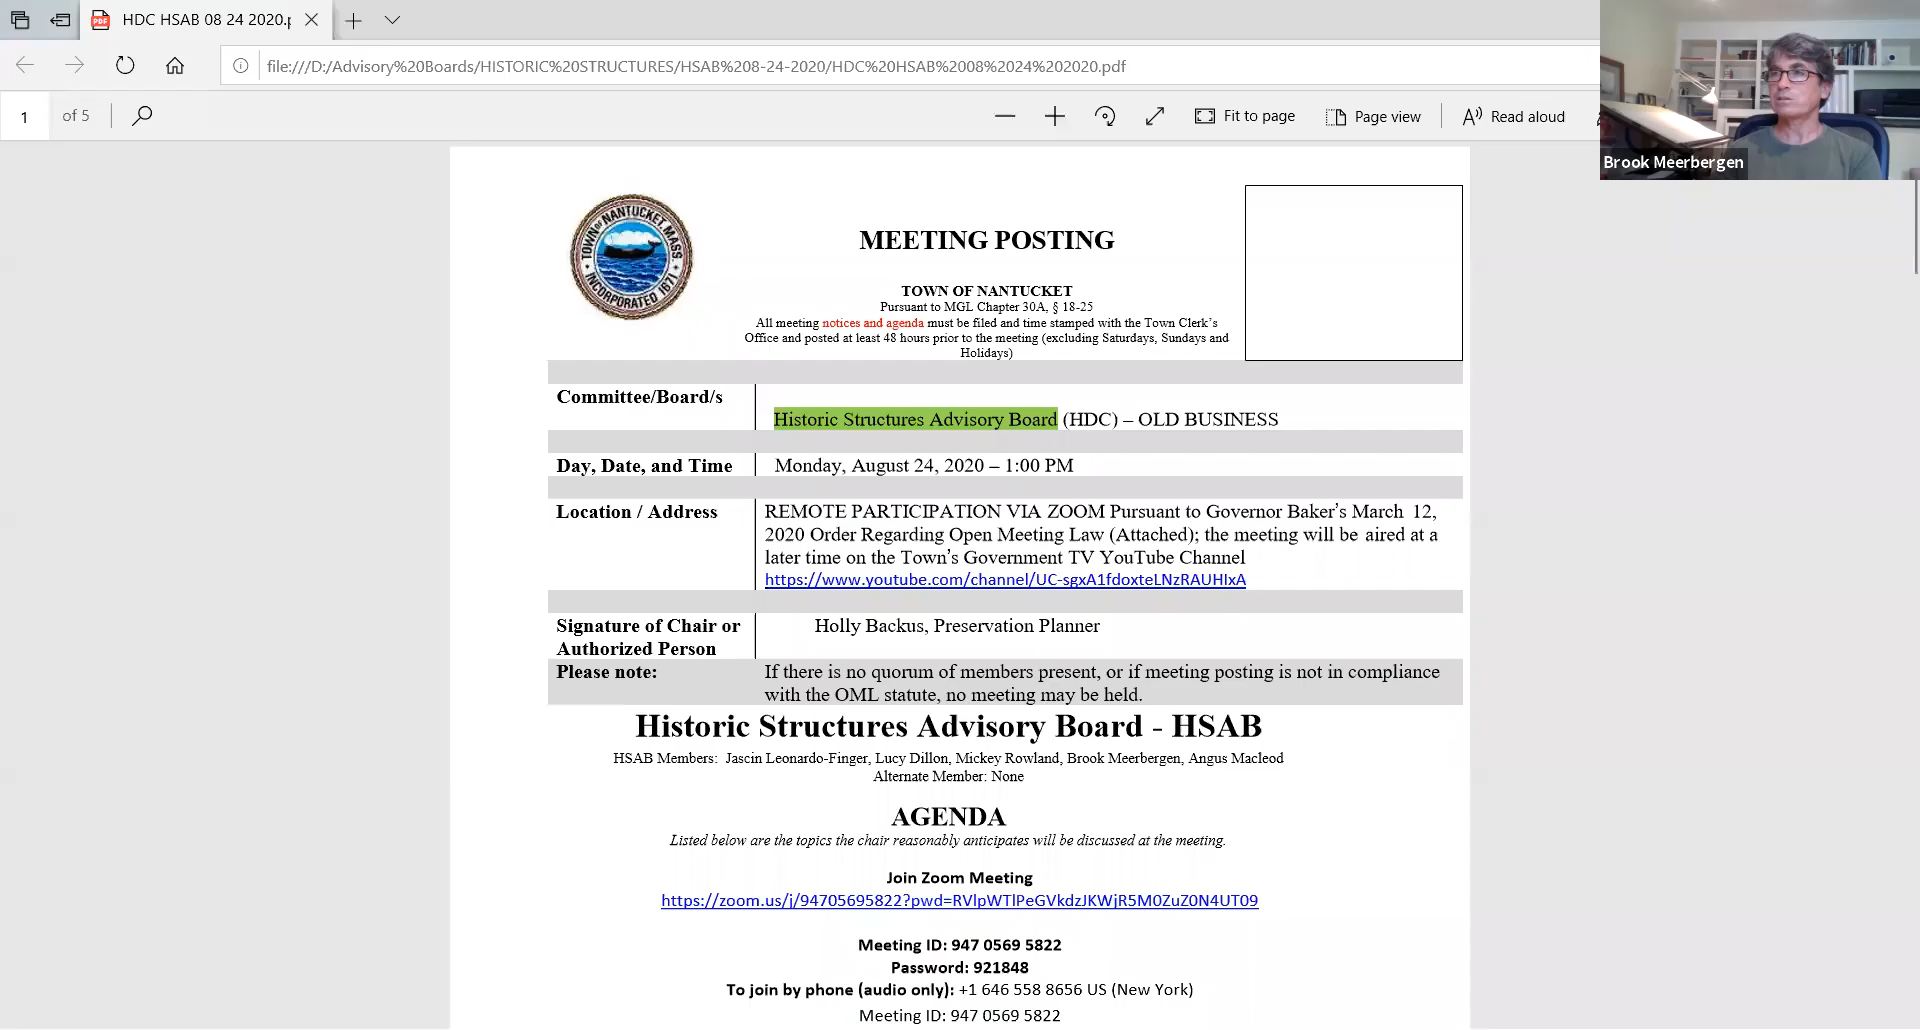 HDC HSAB 08 24 2020.p
file:///D:/Advisory%20Boards/HISTORIC%20STRUCTURES/HSAB%208-24-2020/HDC%20HSAB%2008%2024%202020.pdf
1 of 5
Fit to page
Page view
Read aloud
Brook Meerbergen
TOWN OF NANTUCKET, MASS.
INCORPORATED 1671
MEETING POSTING
TOWN OF NANTUCKET
Pursuant to MGL Chapter 30A, § 18-25
All meeting notices and agenda must be filed and time stamped with the Town Clerk's
Office and posted at least 48 hours prior to the meeting (excluding Saturdays, Sundays and
Holidays)
Committee/Board/s
Historic Structures Advisory Board (HDC) – OLD BUSINESS
Day, Date, and Time
Monday, August 24, 2020 – 1:00 PM
Location / Address
REMOTE PARTICIPATION VIA ZOOM Pursuant to Governor Baker's March 12,
2020 Order Regarding Open Meeting Law (Attached); the meeting will be aired at a
later time on the Town's Government TV YouTube Channel
https://www.youtube.com/channel/UC-sgxA1fdoxteLNzRAUHIxA
Signature of Chair or
Authorized Person
Holly Backus, Preservation Planner
Please note:
If there is no quorum of members present, or if meeting posting is not in compliance
with the OML statute, no meeting may be held.
Historic Structures Advisory Board - HSAB
HSAB Members: Jascin Leonardo-Finger, Lucy Dillon, Mickey Rowland, Brook Meerbergen, Angus Macleod
Alternate Member: None
AGENDA
Listed below are the topics the chair reasonably anticipates will be discussed at the meeting.
Join Zoom Meeting
https://zoom.us/j/94705695822?pwd=RVlpWTlPeGVkdzJKWjR5M0ZuZ0N4UT09
Meeting ID: 947 0569 5822
Password: 921848
To join by phone (audio only): +1 646 558 8656 US (New York)
Meeting ID: 947 0569 5822